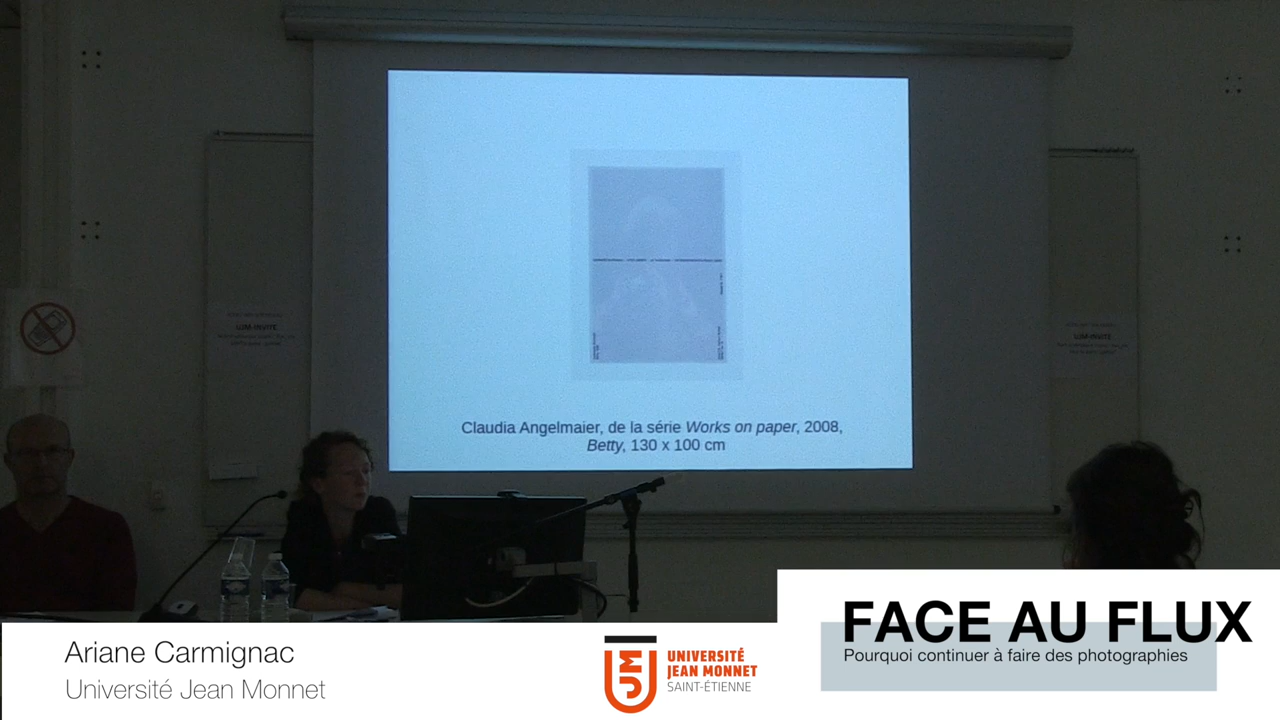 Claudia Angelmaier, de la série Works on paper, 2008,
Betty, 130 x 100 cm
Ariane Carmignac
Université Jean Monnet
UNIVERSITÉ
JEAN MONNET
SAINT-ÉTIENNE
FACE AU FLUX
Pourquoi continuer à faire des photographies